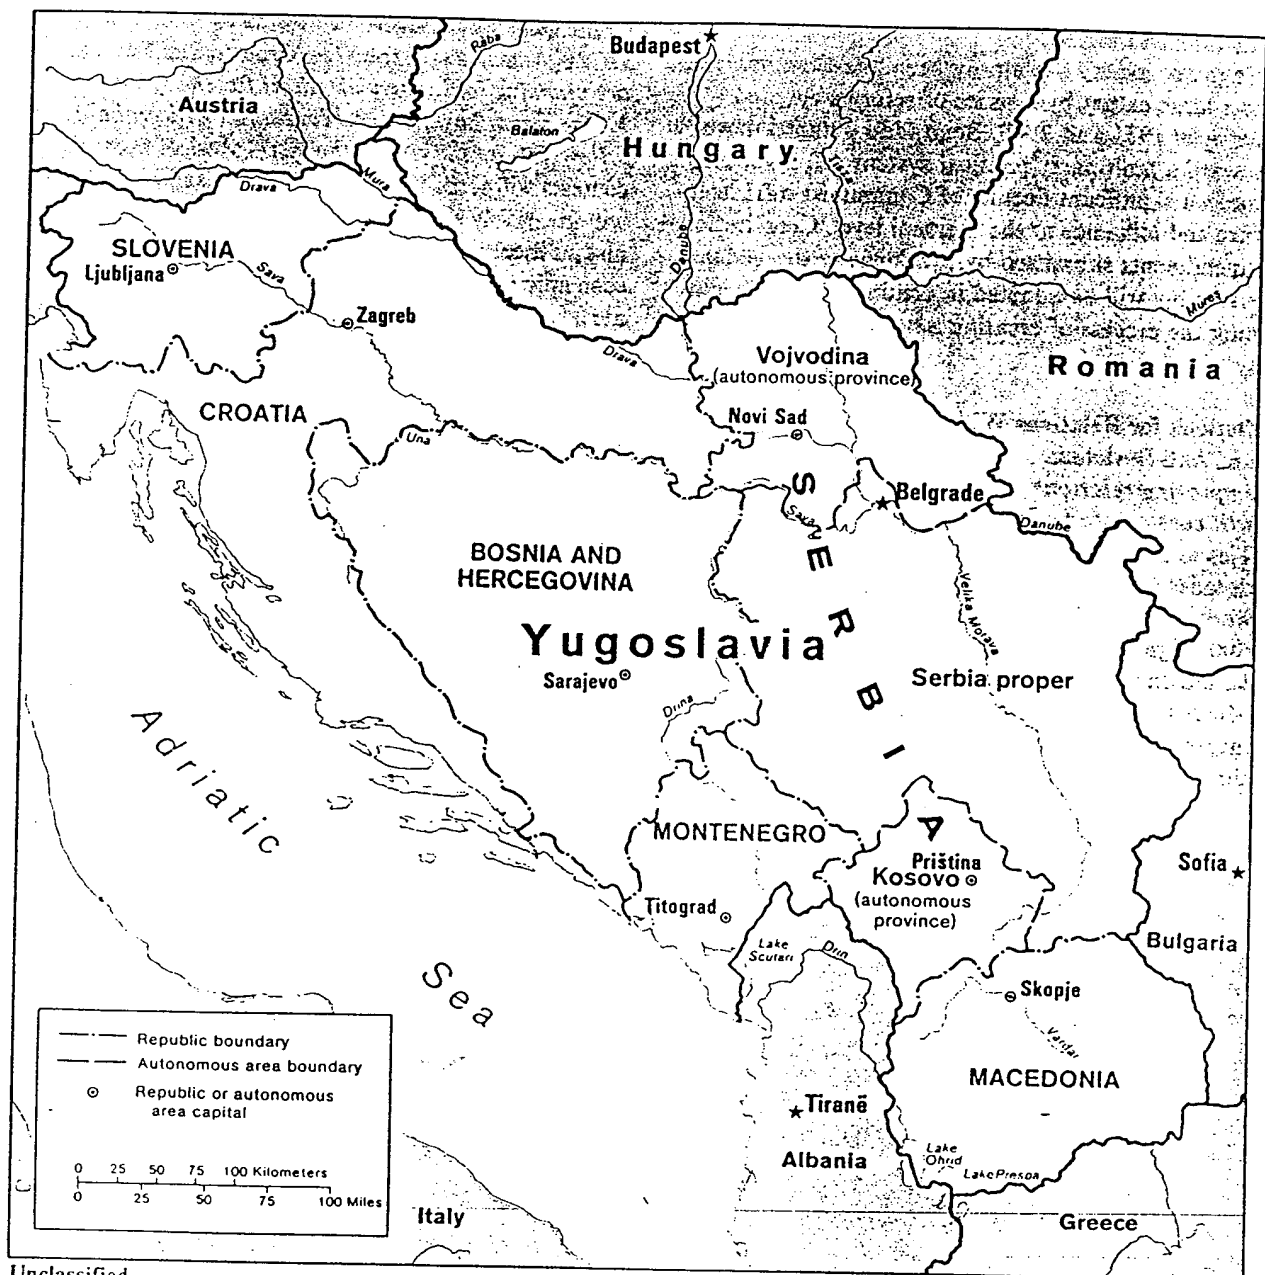 Budapest
Raba
Austria
Balaton
Hungary
Tisa
Drava
Mura
Danube
SLOVENIA
Ljubljana
Sava
Mures
Zagreb
Drava
Vojvodina
(autonomous province)
Romania
CROATIA
Novi Sad
Una
Belgrade
Sava
Danube
SERBIA
BOSNIA AND
HERCEGOVINA
Velika Morava
Yugoslavia
Sarajevo
Serbia proper
Drina
Adriatic
Sea
MONTENEGRO
Priština
Kosovo
(autonomous
province)
Sofia
Titograd
Bulgaria
Lake
Scutari
Drin
Skopje
Vardar
MACEDONIA
Tiranë
Albania
Lake
Ohrid
Lake Prespa
Greece
Italy
Republic boundary
Autonomous area boundary
Republic or autonomous
area capital
0 25 50 75 100 Kilometers
0 25 50 75 100 Miles
Unclassified